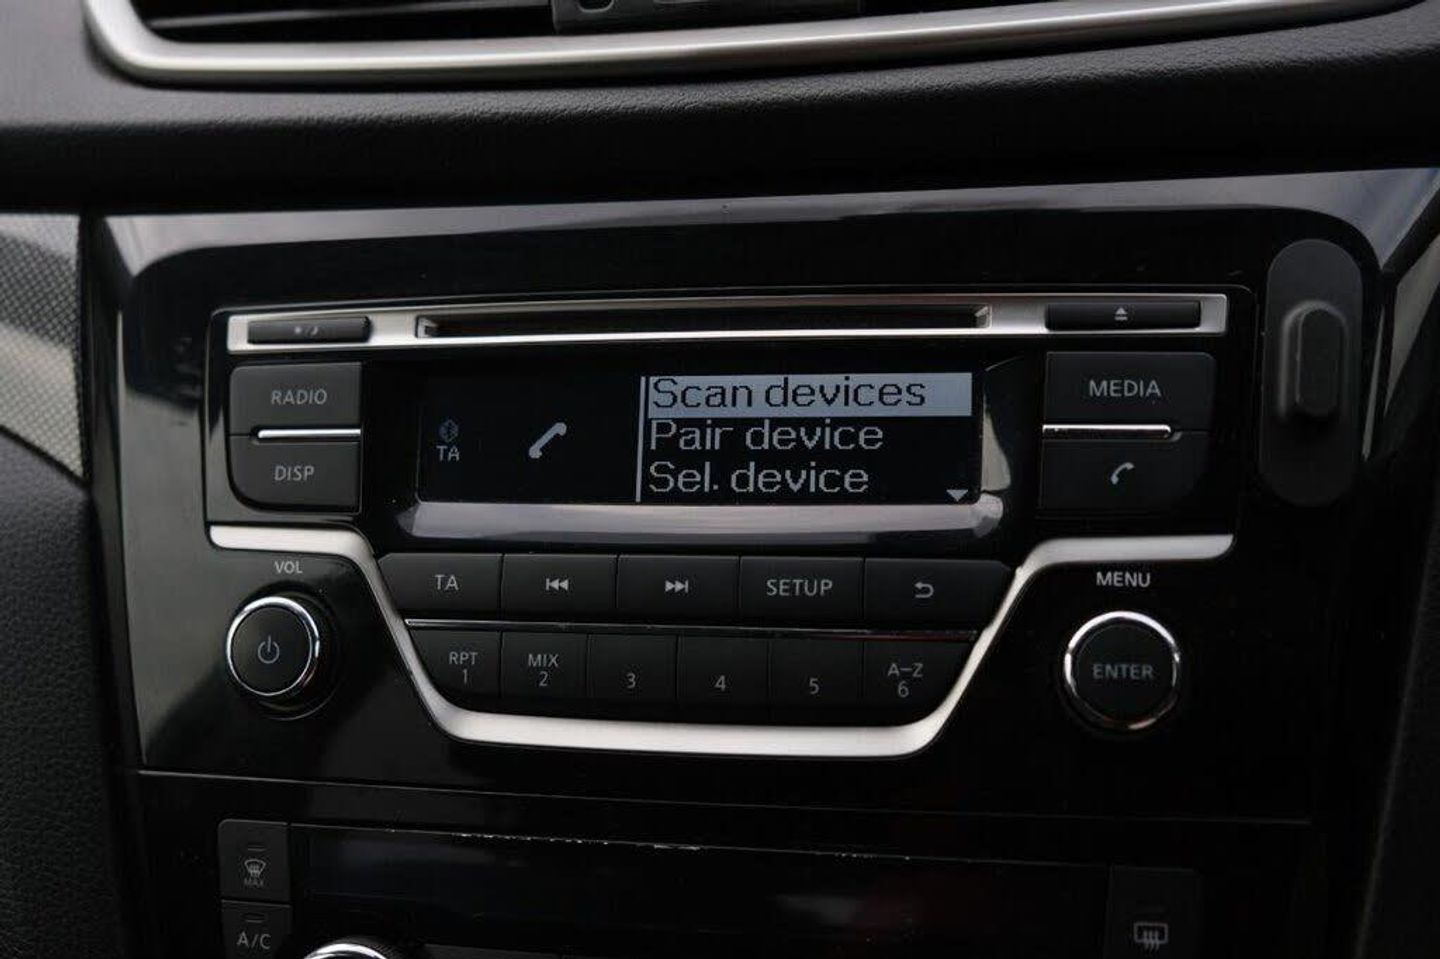 RADIO
DISP
TA
Scan devices
Pair device
Sel. device
MEDIA
VOL
TA
SETUP
MENU
RPT
1
MIX
2
3
4
5
A-Z
6
ENTER
MAX
A/C